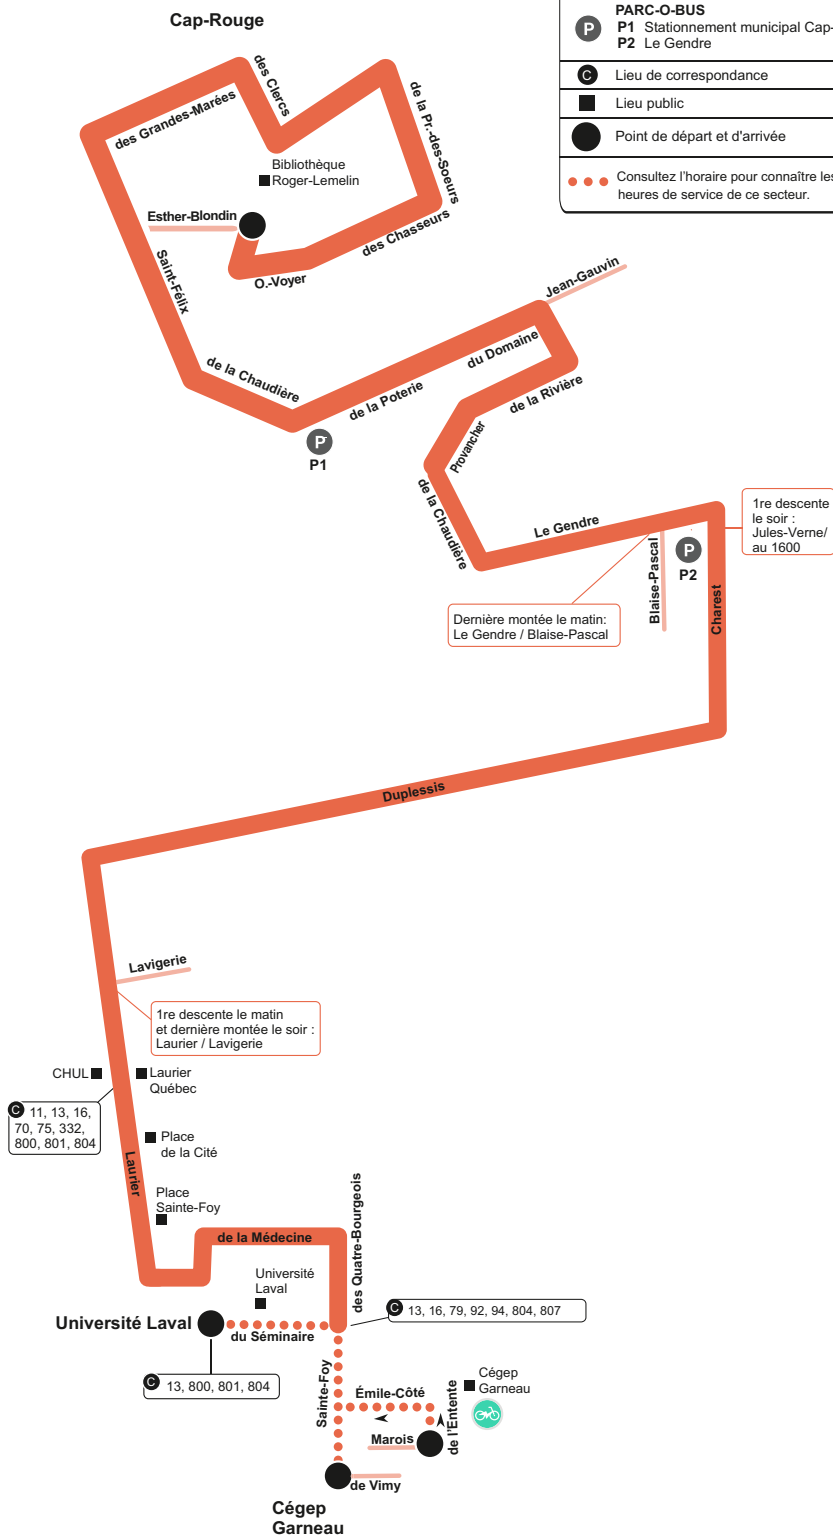 Cap-Rouge
PARC-O-BUS
P P1 Stationnement municipal Cap-
P2 Le Gendre
C Lieu de correspondance
Lieu public
Point de départ et d'arrivée
Consultez l'horaire pour connaître les
heures de service de ce secteur.
des Clercs
des Grandes-Marées
de la Pr.-des-Soeurs
Bibliothèque
Roger-Lemelin
Esther-Blondin
des Chasseurs
O.-Voyer
Saint-Félix
Jean-Gauvin
du Domaine
de la Chaudière
de la Poterie
de la Rivière
P
P1
Provancher
de la Chaudière
Le Gendre
Blaise-Pascal
P
P2
1re descente
le soir :
Jules-Verne/
au 1600
Charest
Dernière montée le matin:
Le Gendre / Blaise-Pascal
Duplessis
Lavigerie
1re descente le matin
et dernière montée le soir :
Laurier / Lavigerie
CHUL
Laurier
Québec
C 11, 13, 16,
70, 75, 332,
800, 801, 804
Place
de la Cité
Laurier
Place
Sainte-Foy
de la Médecine
des Quatre-Bourgeois
Université
Laval
C 13, 16, 79, 92, 94, 804, 807
Université Laval
du Séminaire
C 13, 800, 801, 804
Sainte-Foy
Émile-Côté
de l'Entente
Cégep
Garneau
Marois
de Vimy
Cégep
Garneau